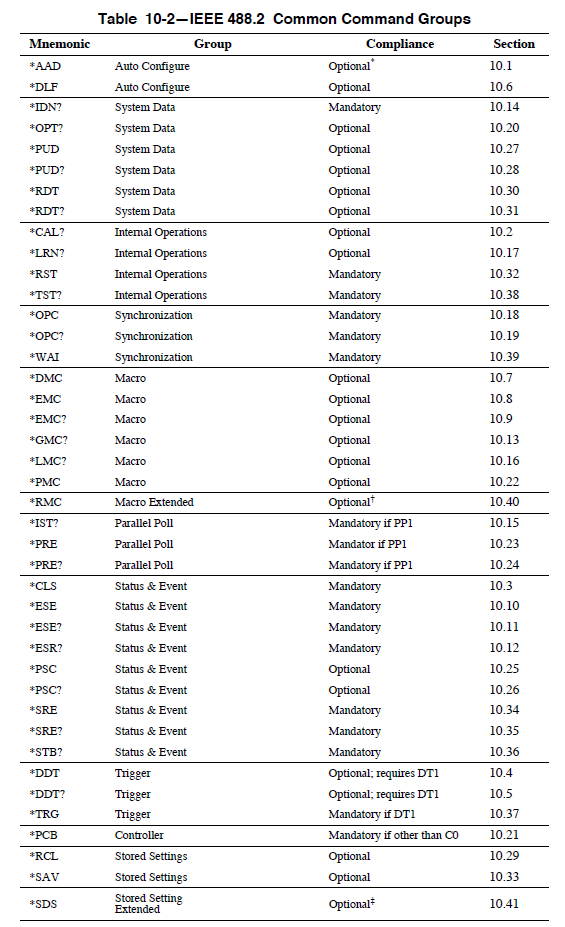 Table 10-2—IEEE 488.2 Common Command Groups
Mnemonic Group Compliance Section
*AAD Auto Configure Optional* 10.1
*DLF Auto Configure Optional 10.6
*IDN? System Data Mandatory 10.14
*OPT? System Data Optional 10.20
*PUD System Data Optional 10.27
*PUD? System Data Optional 10.28
*RDT System Data Optional 10.30
*RDT? System Data Optional 10.31
*CAL? Internal Operations Optional 10.2
*LRN? Internal Operations Optional 10.17
*RST Internal Operations Mandatory 10.32
*TST? Internal Operations Mandatory 10.38
*OPC Synchronization Mandatory 10.18
*OPC? Synchronization Mandatory 10.19
*WAI Synchronization Mandatory 10.39
*DMC Macro Optional 10.7
*EMC Macro Optional 10.8
*EMC? Macro Optional 10.9
*GMC? Macro Optional 10.13
*LMC? Macro Optional 10.16
*PMC Macro Optional 10.22
*RMC Macro Extended Optional† 10.40
*IST? Parallel Poll Mandatory if PP1 10.15
*PRE Parallel Poll Mandator if PP1 10.23
*PRE? Parallel Poll Mandatory if PP1 10.24
*CLS Status & Event Mandatory 10.3
*ESE Status & Event Mandatory 10.10
*ESE? Status & Event Mandatory 10.11
*ESR? Status & Event Mandatory 10.12
*PSC Status & Event Optional 10.25
*PSC? Status & Event Optional 10.26
*SRE Status & Event Mandatory 10.34
*SRE? Status & Event Mandatory 10.35
*STB? Status & Event Mandatory 10.36
*DDT Trigger Optional; requires DT1 10.4
*DDT? Trigger Optional; requires DT1 10.5
*TRG Trigger Mandatory if DT1 10.37
*PCB Controller Mandatory if other than C0 10.21
*RCL Stored Settings Optional 10.29
*SAV Stored Settings Optional 10.33
*SDS Stored Setting Optional‡ 10.41
Extended